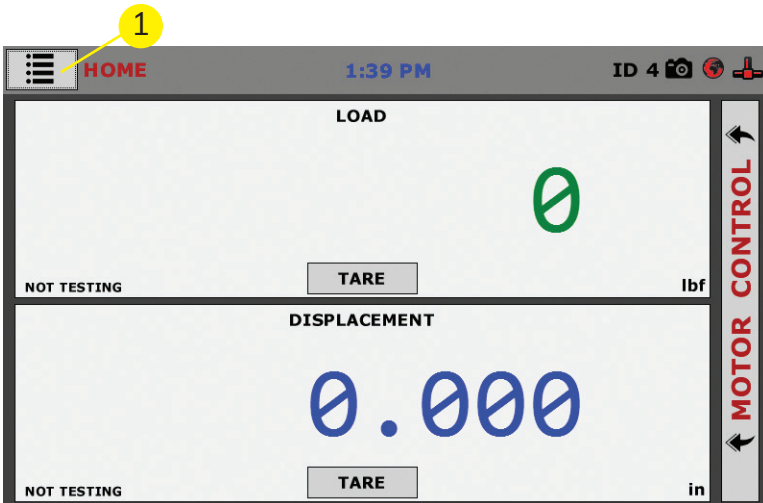 1
HOME
1:39 PM
ID 4
LOAD
0
TARE
NOT TESTING
lbf
DISPLACEMENT
0.000
TARE
NOT TESTING
in
MOTOR CONTROL